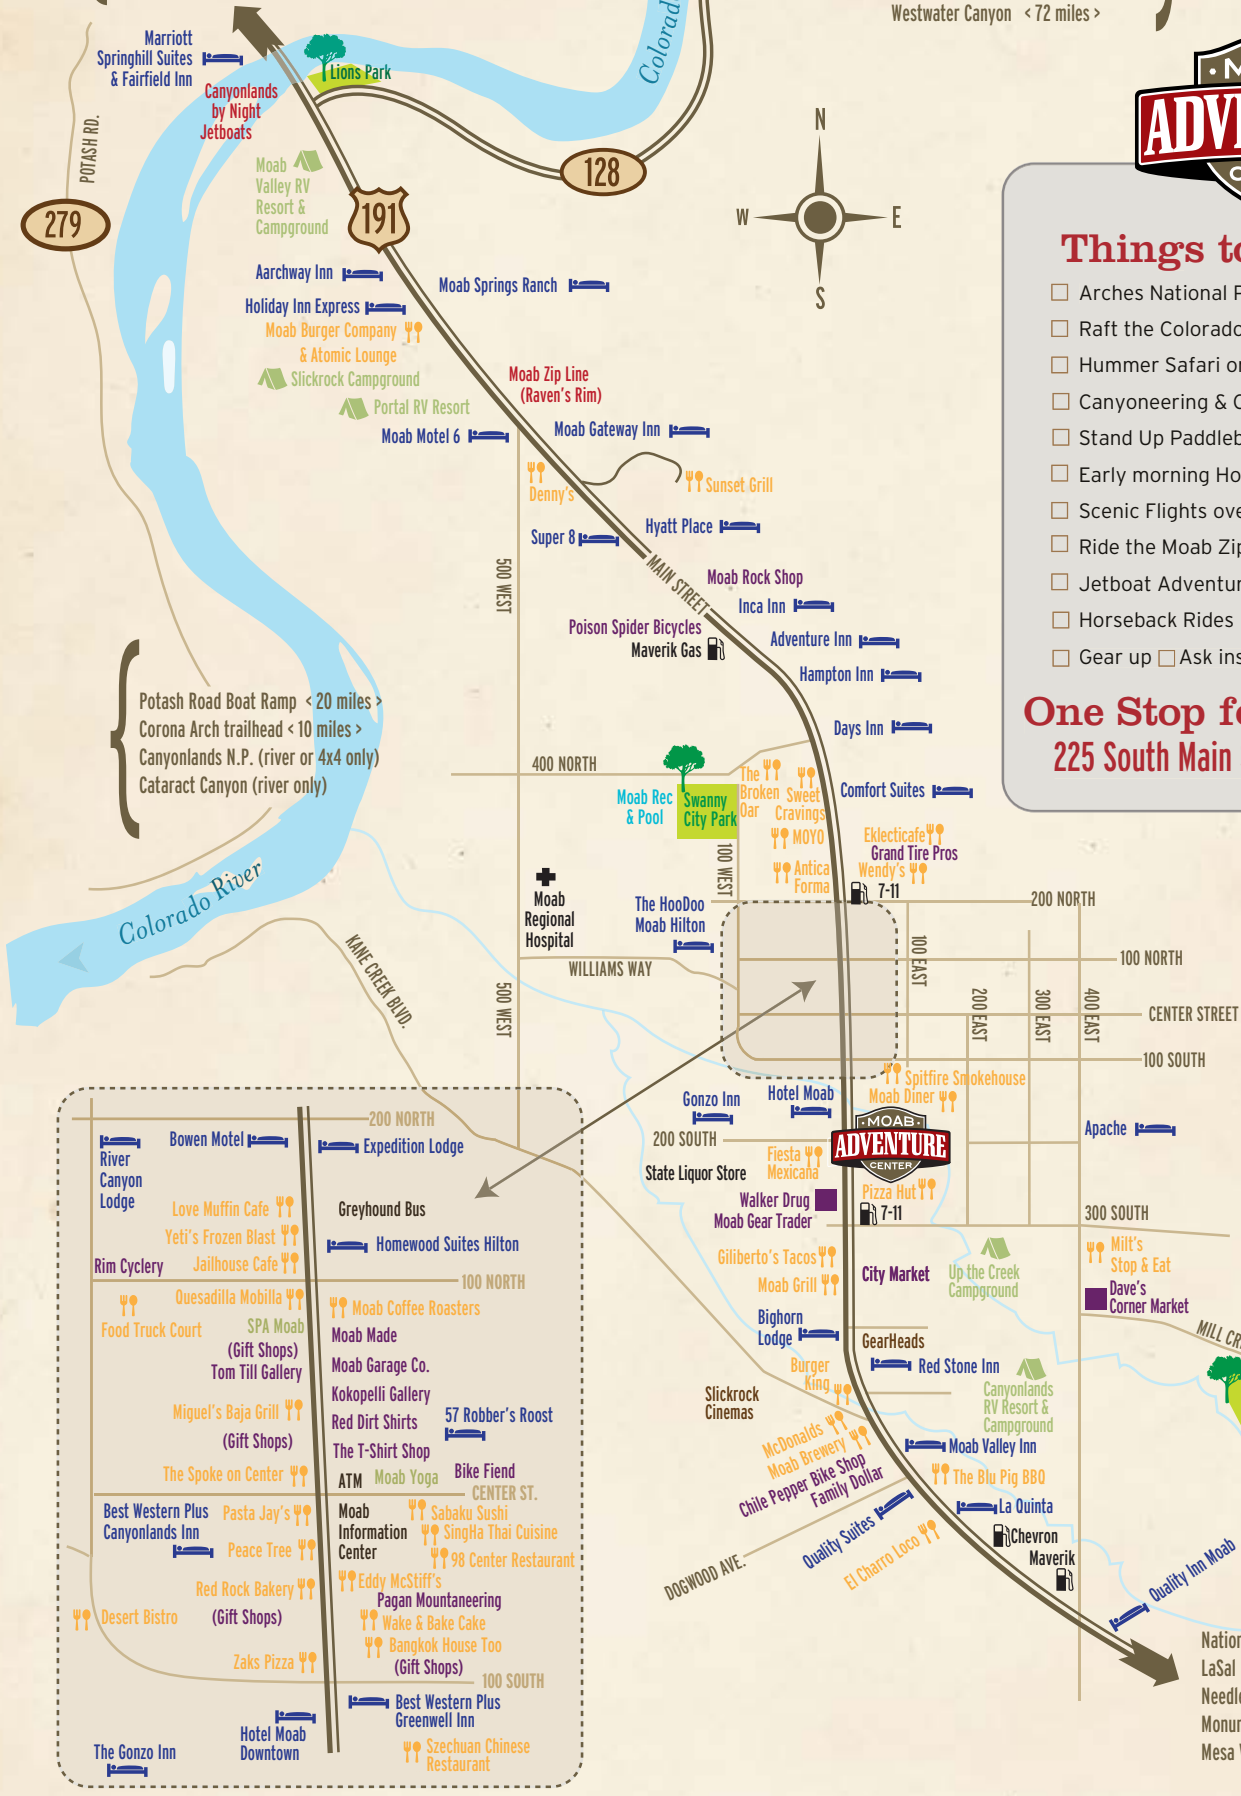 Westwater Canyon < 72 miles >
Marriott
Springhill Suites
& Fairfield Inn
Lions Park
Canyonlands
by Night
Jetboats
POTASH RD.
279
Moab
Valley RV
Resort &
Campground
191
128
N
W
E
S
Aarchway Inn
Moab Springs Ranch
Holiday Inn Express
Moab Burger Company
& Atomic Lounge
Slickrock Campground
Portal RV Resort
Moab Motel 6
Moab Zip Line
(Raven's Rim)
Moab Gateway Inn
Denny's
Sunset Grill
Super 8
Hyatt Place
500 WEST
MAIN STREET
Moab Rock Shop
Inca Inn
Poison Spider Bicycles
Maverik Gas
Adventure Inn
Hampton Inn
Days Inn
Comfort Suites
Potash Road Boat Ramp < 20 miles >
Corona Arch trailhead < 10 miles >
Canyonlands N.P. (river or 4x4 only)
Cataract Canyon (river only)
400 NORTH
Moab Rec
& Pool
Swanny
City Park
The
Broken
Oar
Sweet
Cravings
MOYO
Antica
Forma
100 WEST
Eklecticafe
Grand Tire Pros
Wendy's
7-11
200 NORTH
Colorado River
KANE CREEK BLVD.
Moab
Regional
Hospital
The HooDoo
Moab Hilton
WILLIAMS WAY
500 WEST
100 EAST
200 EAST
300 EAST
400 EAST
100 NORTH
CENTER STREET
100 SOUTH
Spitfire Smokehouse
Moab Diner
Gonzo Inn
Hotel Moab
200 SOUTH
MOAB
ADVENTURE
CENTER
Apache
State Liquor Store
Fiesta
Mexicana
Walker Drug
Moab Gear Trader
Pizza Hut
7-11
300 SOUTH
Giliberto's Tacos
Moab Grill
City Market
Up the Creek
Campground
Milt's
Stop & Eat
Dave's
Corner Market
Bighorn
Lodge
GearHeads
Red Stone Inn
Burger
King
Slickrock
Cinemas
Canyonlands
RV Resort &
Campground
McDonalds
Moab Brewery
Chile Pepper Bike Shop
Family Dollar
Moab Valley Inn
The Blu Pig BBQ
La Quinta
Quality Suites
El Charro Loco
DOGWOOD AVE.
Chevron
Maverik
Quality Inn Moab
200 NORTH
River
Canyon
Lodge
Bowen Motel
Expedition Lodge
Love Muffin Cafe
Greyhound Bus
Yeti's Frozen Blast
Homewood Suites Hilton
Rim Cyclery
Jailhouse Cafe
100 NORTH
Quesadilla Mobilla
Moab Coffee Roasters
Food Truck Court
SPA Moab
Moab Made
(Gift Shops)
Tom Till Gallery
Moab Garage Co.
Kokopelli Gallery
Miguel's Baja Grill
Red Dirt Shirts
57 Robber's Roost
(Gift Shops)
The T-Shirt Shop
The Spoke on Center
ATM
Moab Yoga
Bike Fiend
CENTER ST.
Best Western Plus
Canyonlands Inn
Pasta Jay's
Moab
Information
Center
Sabaku Sushi
SingHa Thai Cuisine
Peace Tree
98 Center Restaurant
Red Rock Bakery
Eddy McStiff's
Pagan Mountaneering
Desert Bistro
(Gift Shops)
Wake & Bake Cake
Bangkok House Too
Zaks Pizza
(Gift Shops)
100 SOUTH
Best Western Plus
Greenwell Inn
Hotel Moab
Downtown
The Gonzo Inn
Szechuan Chinese
Restaurant
Things to
Arches National P
Raft the Colorado
Hummer Safari or
Canyoneering & C
Stand Up Paddleb
Early morning Ho
Scenic Flights ove
Ride the Moab Zip
Jetboat Adventur
Horseback Rides
Gear up Ask ins
One Stop fo
225 South Main
LaSal
Mesa